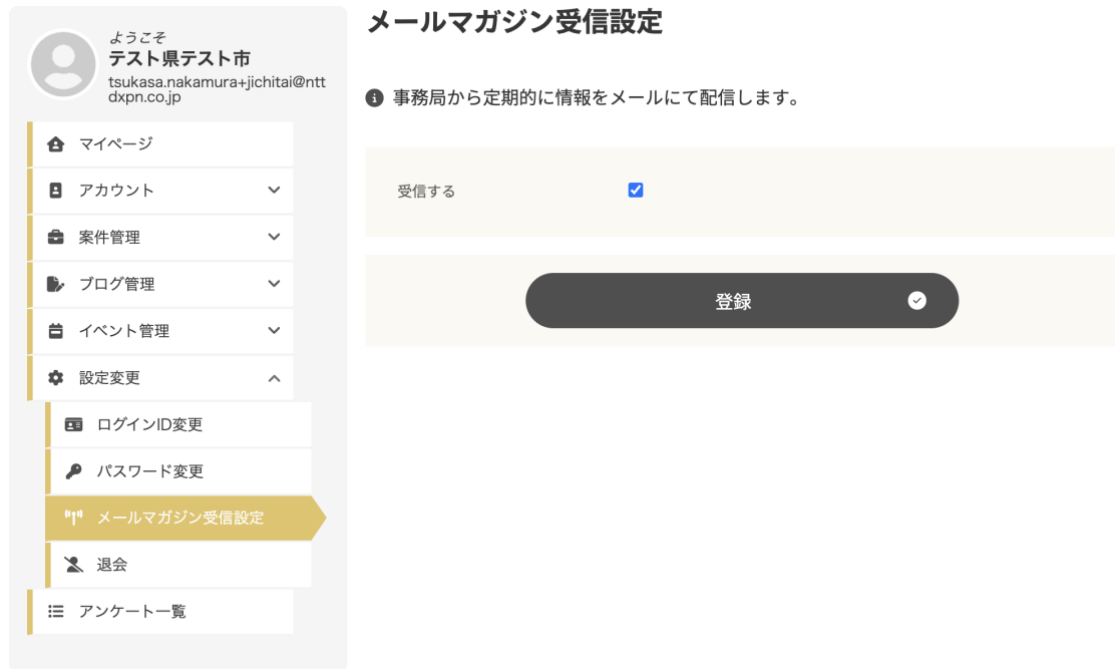 ようこそ
テスト県テスト市
tsukasa.nakamura+jichitai@ntt
dxpn.co.jp
マイページ
アカウント
案件管理
ブログ管理
イベント管理
設定変更
ログインID変更
パスワード変更
メールマガジン受信設定
退会
アンケート一覧
メールマガジン受信設定
事務局から定期的に情報をメールにて配信します。
受信する
登録